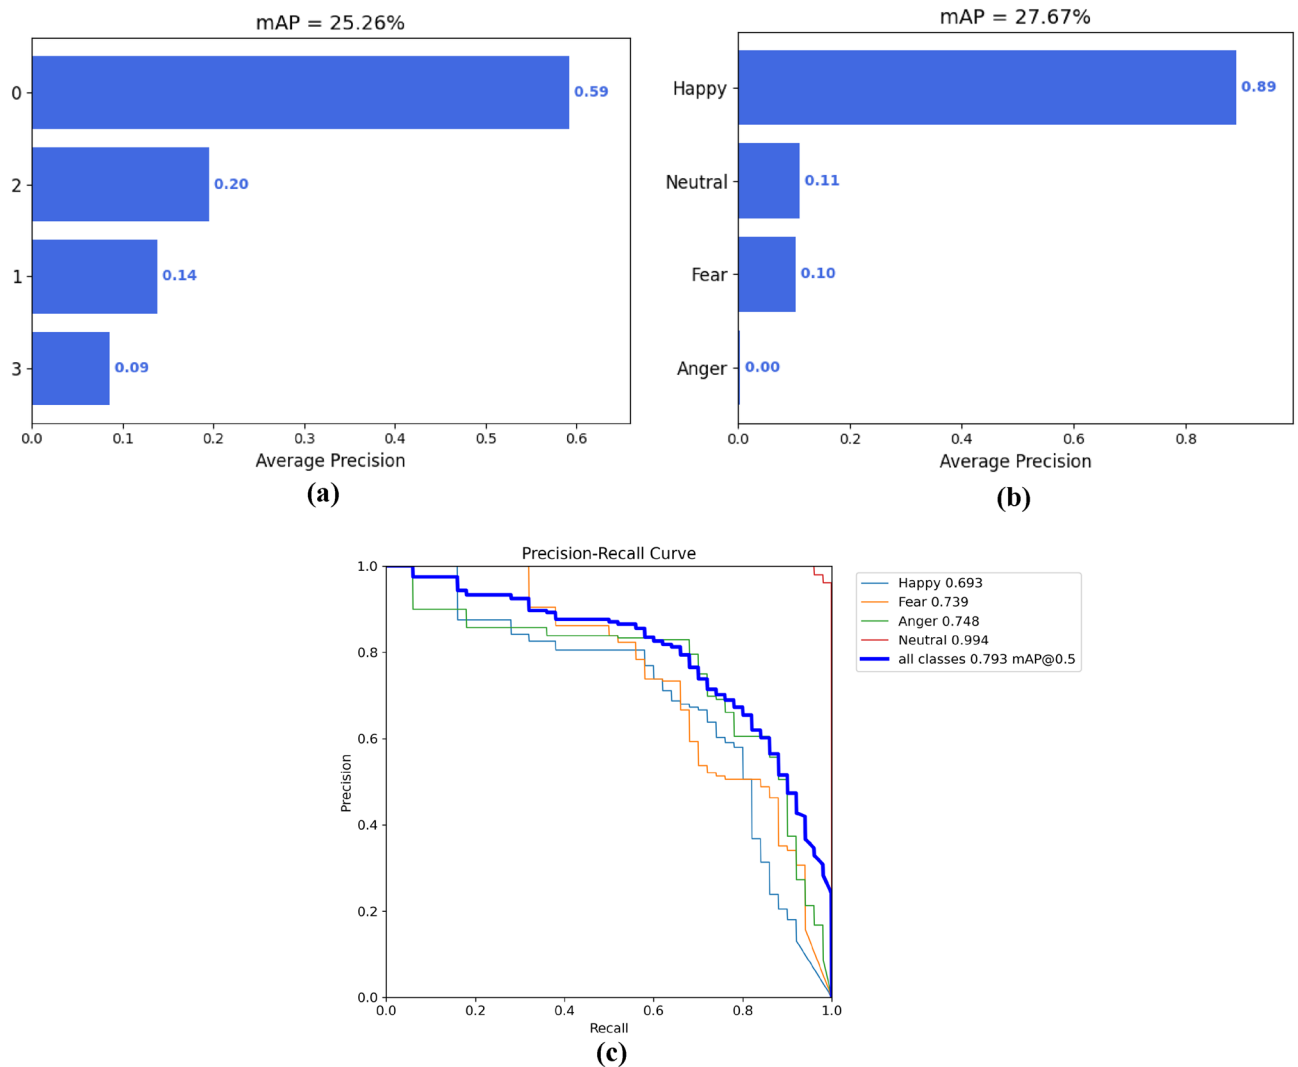 mAP = 25.26%
0
0.59
2
0.20
1
0.14
3
0.09
0.0 0.1 0.2 0.3 0.4 0.5 0.6
Average Precision
(a)
mAP = 27.67%
Happy
0.89
Neutral
0.11
Fear
0.10
Anger
0.00
0.0 0.2 0.4 0.6 0.8
Average Precision
(b)
Precision-Recall Curve
1.0
0.8
0.6
0.4
0.2
0.0
Precision
0.0 0.2 0.4 0.6 0.8 1.0
Recall
Happy 0.693
Fear 0.739
Anger 0.748
Neutral 0.994
all classes 0.793 mAP@0.5
(c)